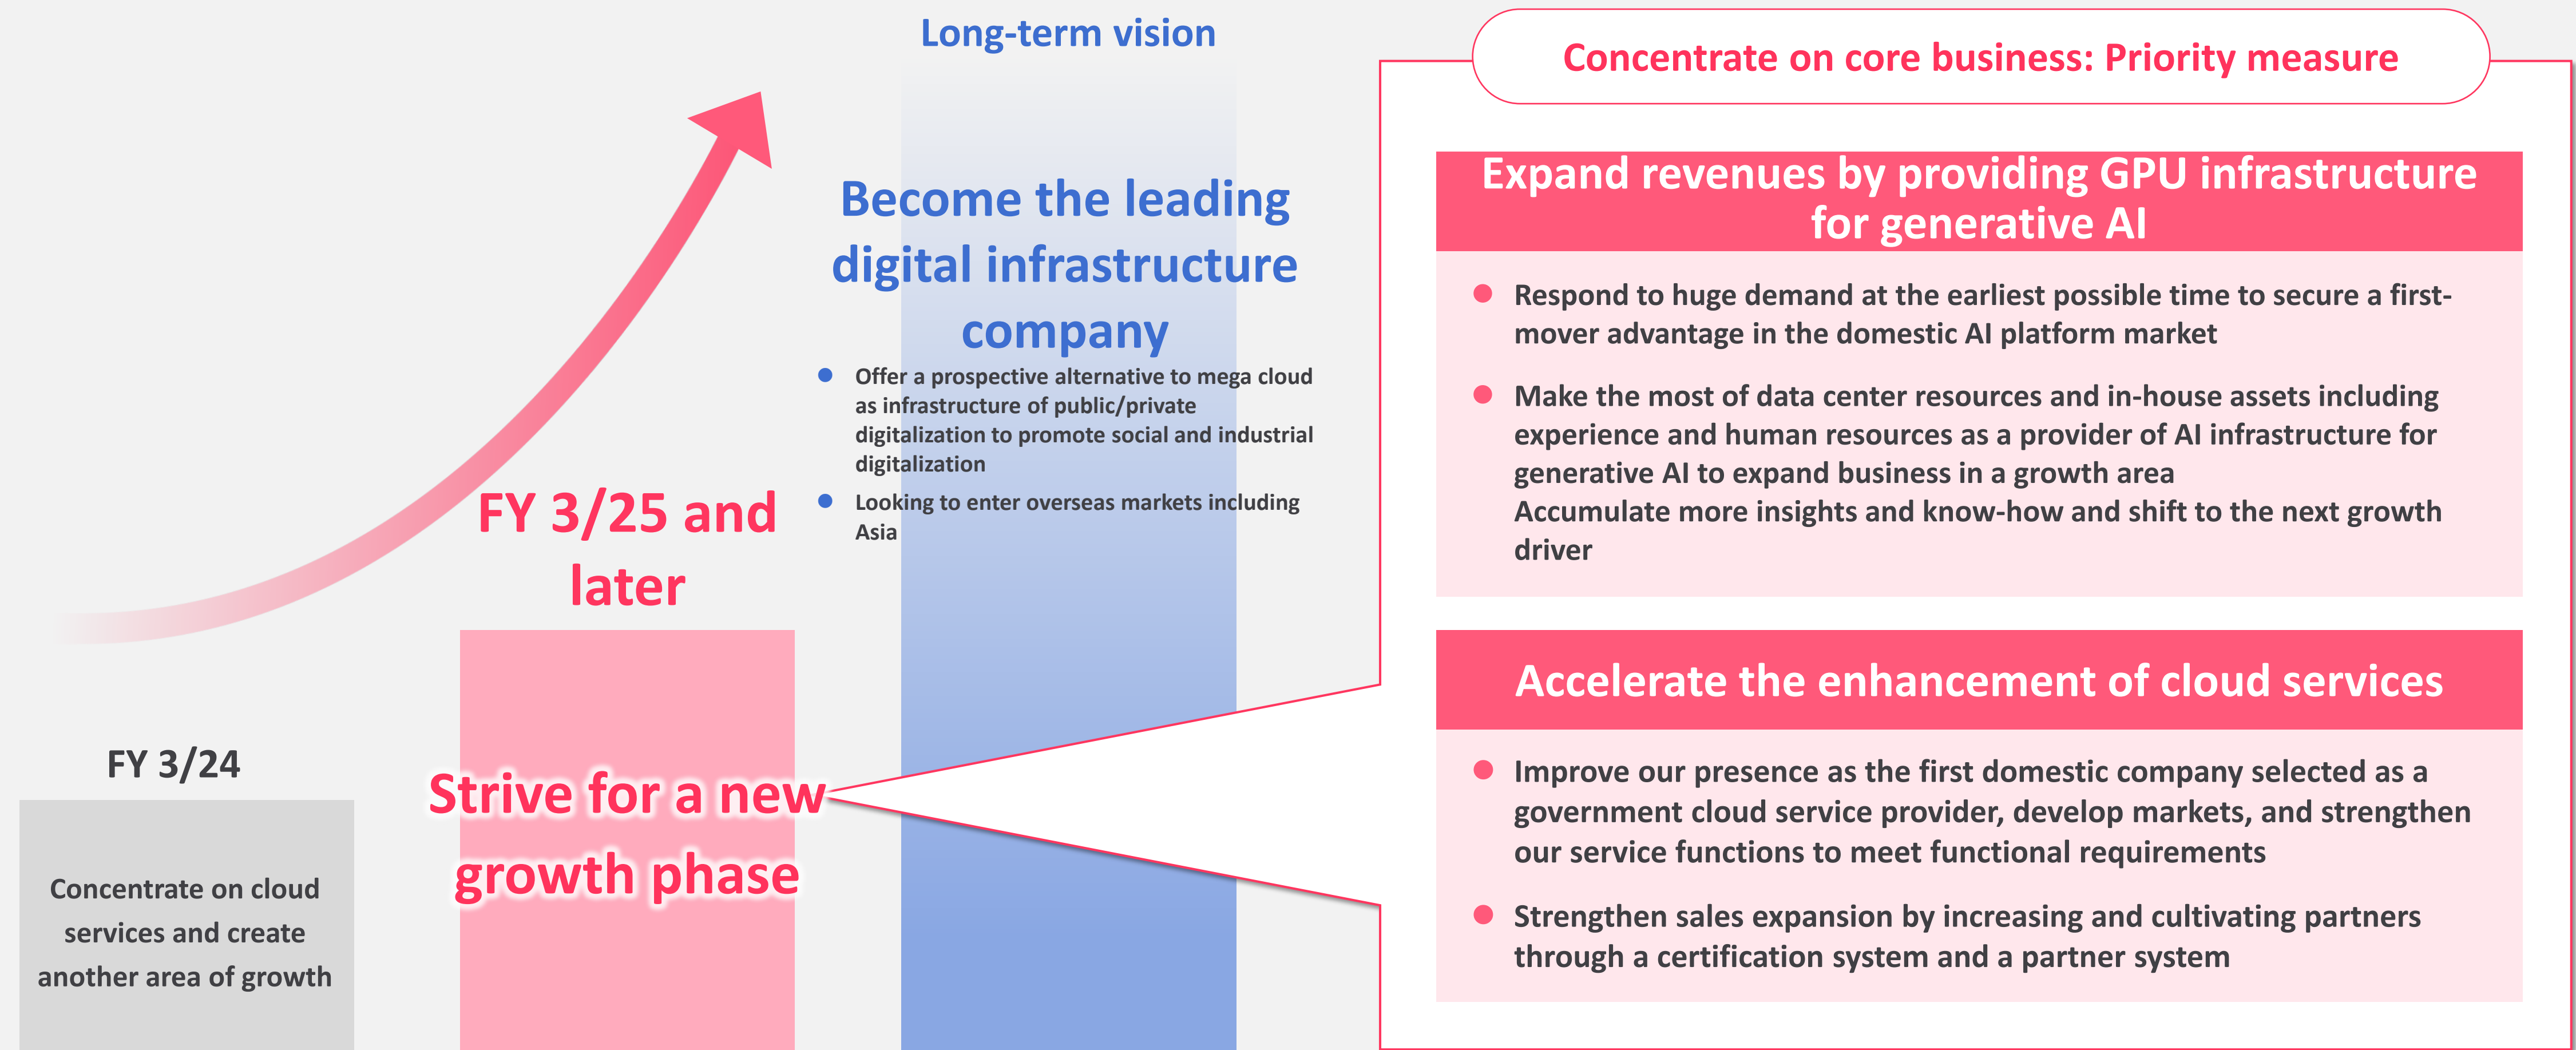 FY 3/24
Concentrate on cloud
services and create
another area of growth
FY 3/25 and
later
Strive for a new
growth phase
Long-term vision
Become the leading
digital infrastructure
company
Offer a prospective alternative to mega cloud
as infrastructure of public/private
digitalization to promote social and industrial
digitalization
Looking to enter overseas markets including
Asia
Concentrate on core business: Priority measure
Expand revenues by providing GPU infrastructure
for generative AI
Respond to huge demand at the earliest possible time to secure a first-
mover advantage in the domestic AI platform market
Make the most of data center resources and in-house assets including
experience and human resources as a provider of AI infrastructure for
generative AI to expand business in a growth area
Accumulate more insights and know-how and shift to the next growth
driver
Accelerate the enhancement of cloud services
Improve our presence as the first domestic company selected as a
government cloud service provider, develop markets, and strengthen
our service functions to meet functional requirements
Strengthen sales expansion by increasing and cultivating partners
through a certification system and a partner system